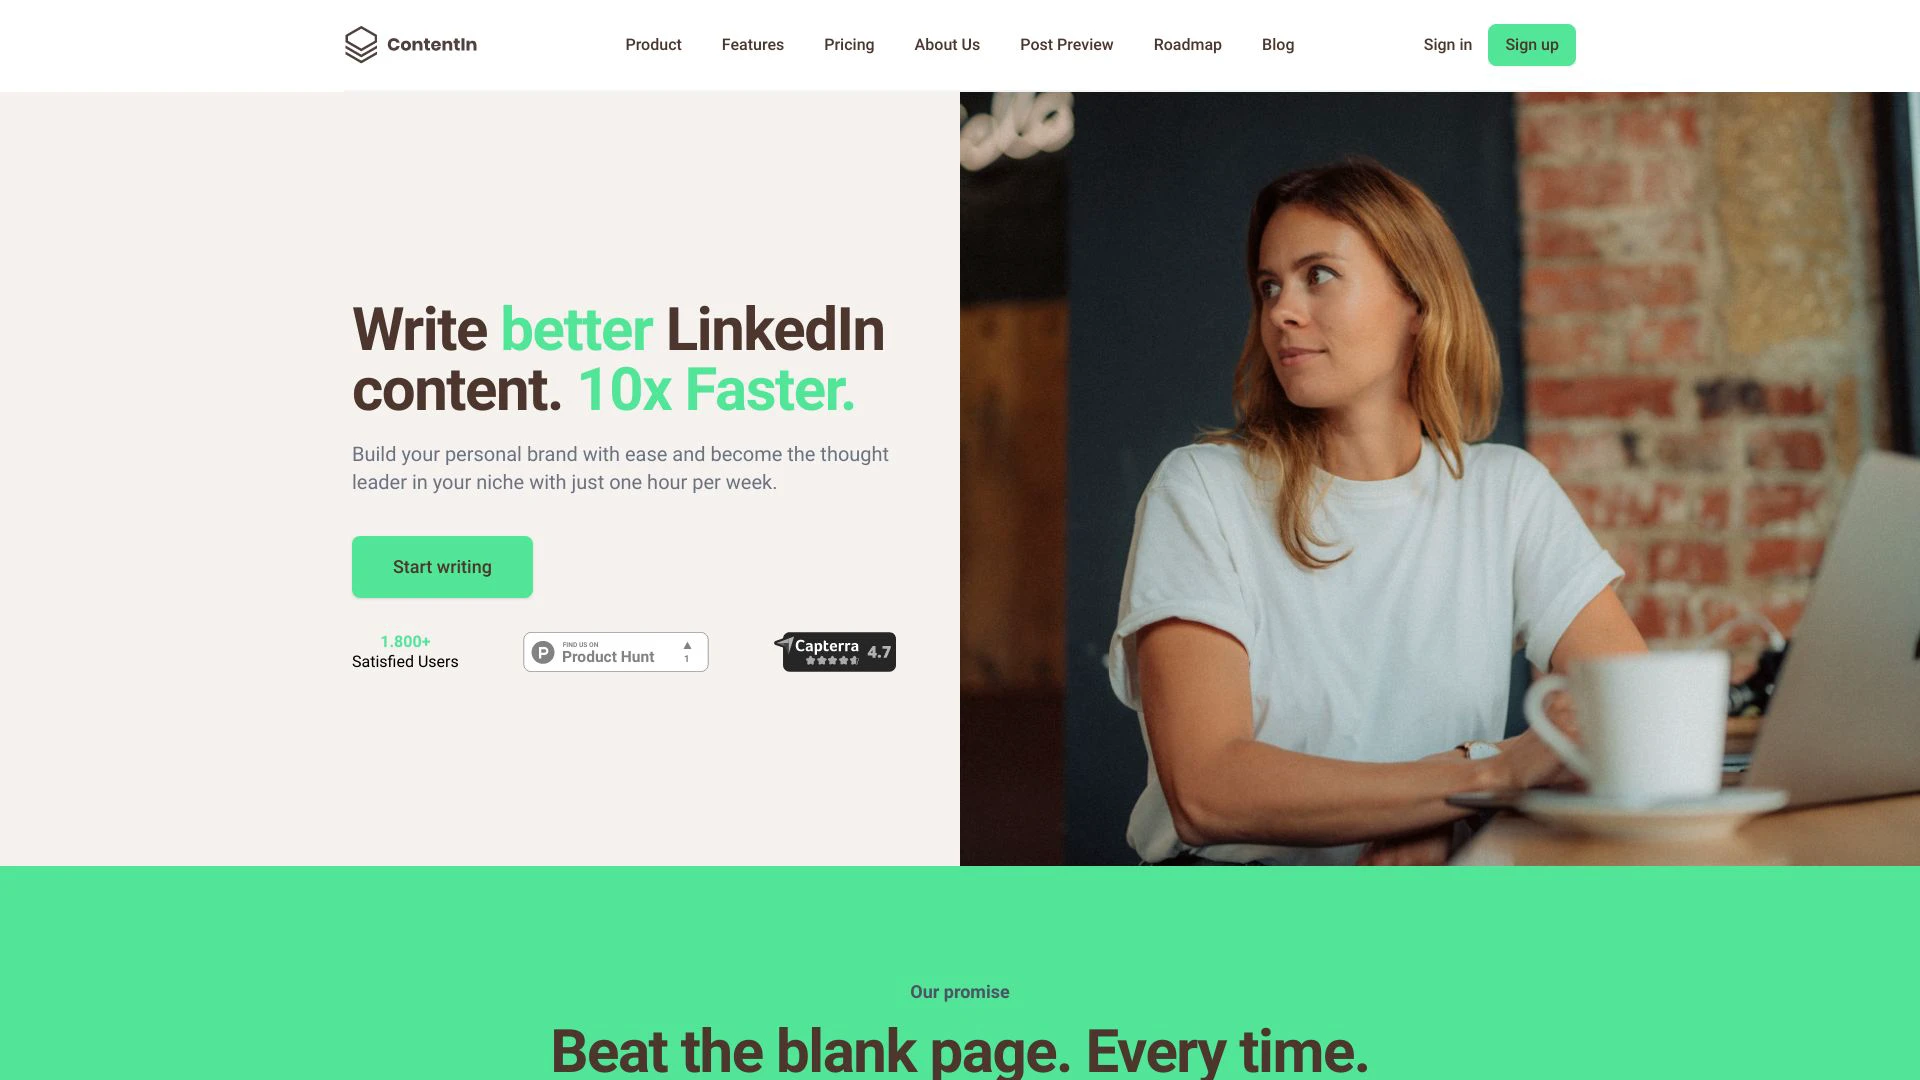 ContentIn
Product
Features
Pricing
About Us
Post Preview
Roadmap
Blog
Sign in
Sign up
Write better LinkedIn
content. 10x Faster.
Build your personal brand with ease and become the thought
leader in your niche with just one hour per week.
Start writing
1.800+
Satisfied Users
P
FIND US ON
Product Hunt
1
Capterra
4.7
Our promise
Beat the blank page. Every time.